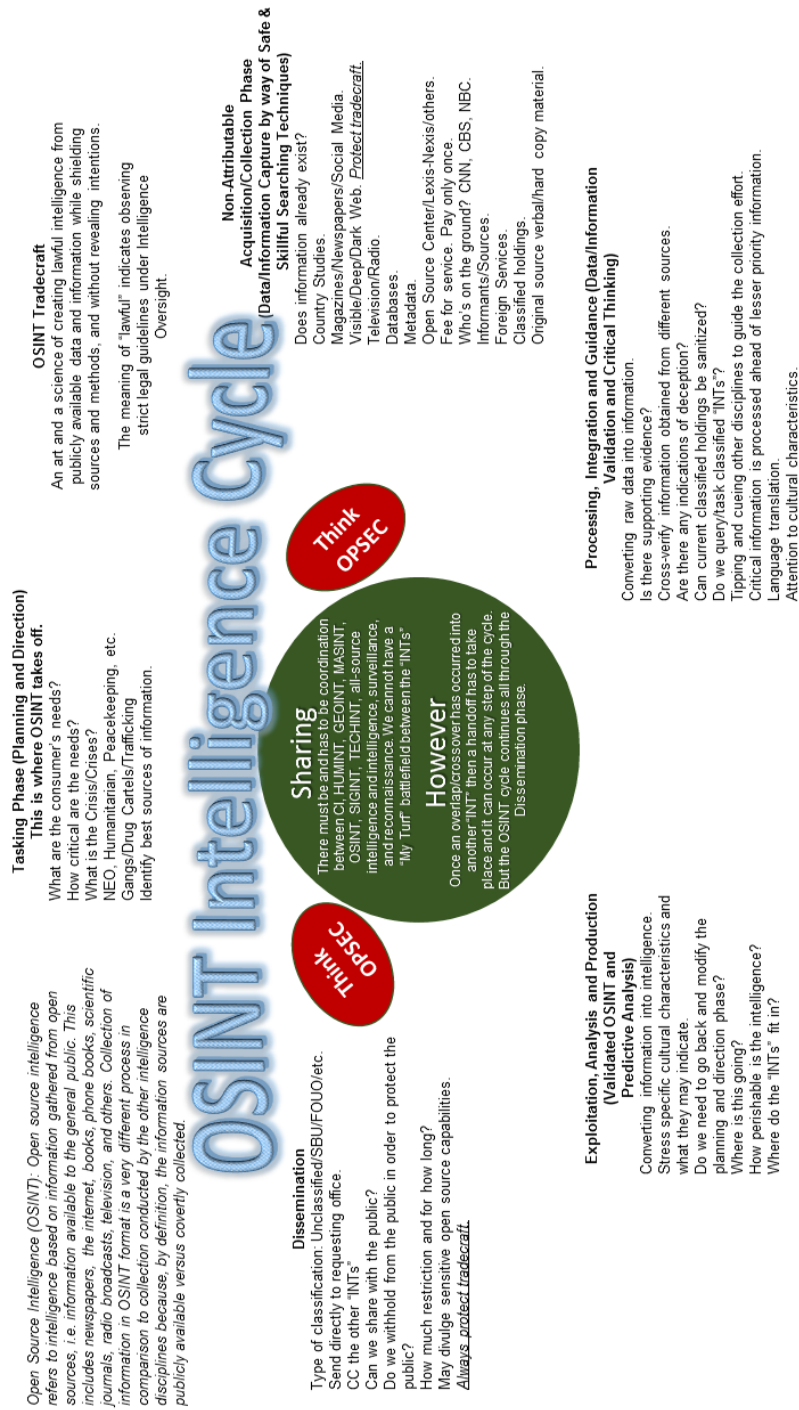 Open Source Intelligence (OSINT): Open source intelligence
refers to intelligence based on information gathered from open
sources, i.e. information available to the general public. This
includes newspapers, the internet, books, phone books, scientific
journals, radio broadcasts, television, and others. Collection of
information in OSINT format is a very different process in
comparison to collection conducted by the other intelligence
disciplines because, by definition, the information sources are
publicly available versus covertly collected.
Tasking Phase (Planning and Direction)
This is where OSINT takes off.
What are the consumer's needs?
How critical are the needs?
What is the Crisis/Crises?
NEO, Humanitarian, Peacekeeping, etc.
Gangs/Drug Cartels/Trafficking
Identify best sources of information.
OSINT Tradecraft
An art and a science of creating lawful intelligence from
publicly available data and information while shielding
sources and methods, and without revealing intentions.
The meaning of "lawful" indicates observing
strict legal guidelines under Intelligence
Oversight.
OSINT Intelligence Cycle
Non-Attributable
Acquisition/Collection Phase
(Data/Information Capture by way of Safe &
Skillful Searching Techniques)
Does information already exist?
Country Studies.
Magazines/Newspapers/Social Media.
Visible/Deep/Dark Web. Protect tradecraft.
Television/Radio.
Databases.
Metadata.
Open Source Center/Lexis-Nexis/others.
Fee for service. Pay only once.
Who's on the ground? CNN, CBS, NBC.
Informants/Sources.
Foreign Services.
Classified holdings.
Original source verbal/hard copy material.
Think
OPSEC
Sharing
There must be and has to be coordination
between CI, HUMINT, GEOINT, MASINT,
OSINT, SIGINT, TECHINT, all-source
intelligence and intelligence, surveillance,
and reconnaissance. We cannot have a
"My Turf" battlefield between the "INTs"
However
Once an overlap/crossover has occurred into
another "INT" then a handoff has to take
place and it can occur at any step of the cycle.
But the OSINT cycle continues all through the
Dissemination phase.
Think
OPSEC
Dissemination
Type of classification: Unclassified/SBU/FOUO/etc.
Send directly to requesting office.
CC the other "INTs"
Can we share with the public?
Do we withhold from the public in order to protect the
public?
How much restriction and for how long?
May divulge sensitive open source capabilities.
Always protect tradecraft.
Exploitation, Analysis and Production
(Validated OSINT and
Predictive Analysis)
Converting information into intelligence.
Stress specific cultural characteristics and
what they may indicate.
Do we need to go back and modify the
planning and direction phase?
Where is this going?
How perishable is the intelligence?
Where do the "INTs" fit in?
Processing, Integration and Guidance (Data/Information
Validation and Critical Thinking)
Converting raw data into information.
Is there supporting evidence?
Cross-verify information obtained from different sources.
Are there any indications of deception?
Can current classified holdings be sanitized?
Do we query/task classified "INTs"?
Tipping and cueing other disciplines to guide the collection effort.
Critical information is processed ahead of lesser priority information.
Language translation.
Attention to cultural characteristics.